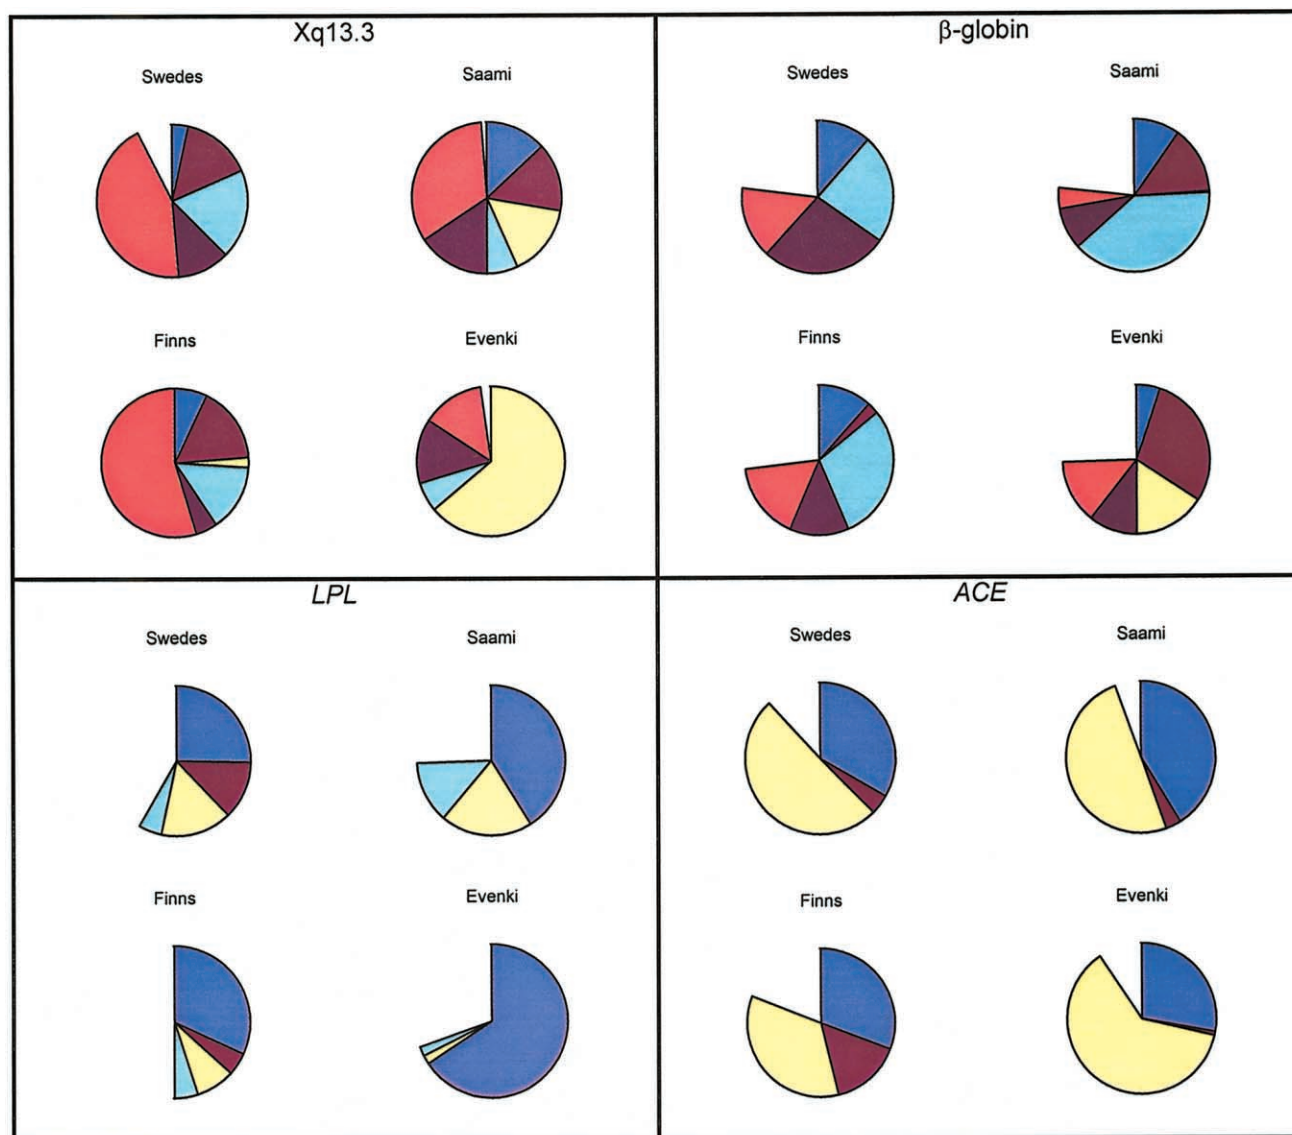 Xq13.3
Swedes
Saami
Finns
Evenki
β-globin
Swedes
Saami
Finns
Evenki
LPL
Swedes
Saami
Finns
Evenki
ACE
Swedes
Saami
Finns
Evenki